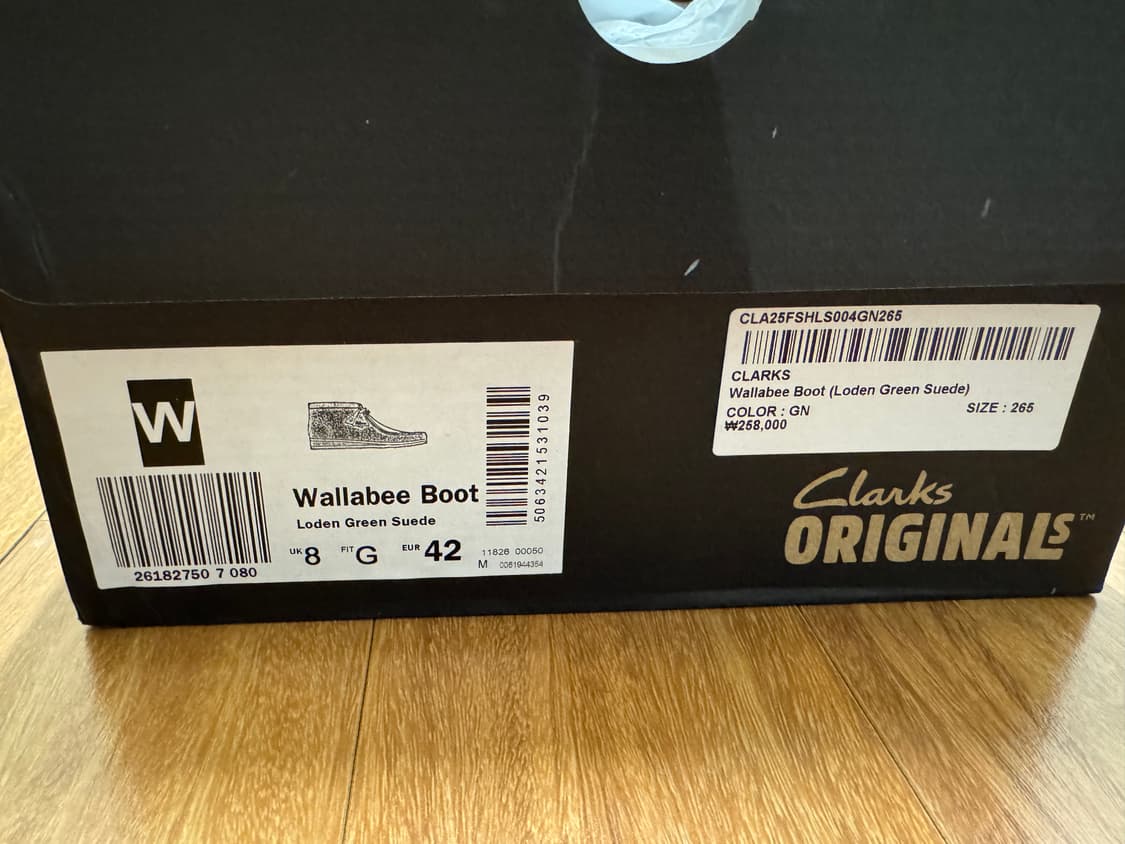 W
26182750 7 080
Wallabee Boot
Loden Green Suede
UK 8 FIT G EUR 42
11826 00050
M 0061944354
5063421531039
CLA25FSHLS004GN265
CLARKS
Wallabee Boot (Loden Green Suede)
COLOR : GN SIZE : 265
₩258,000
Clarks
ORIGINALS™